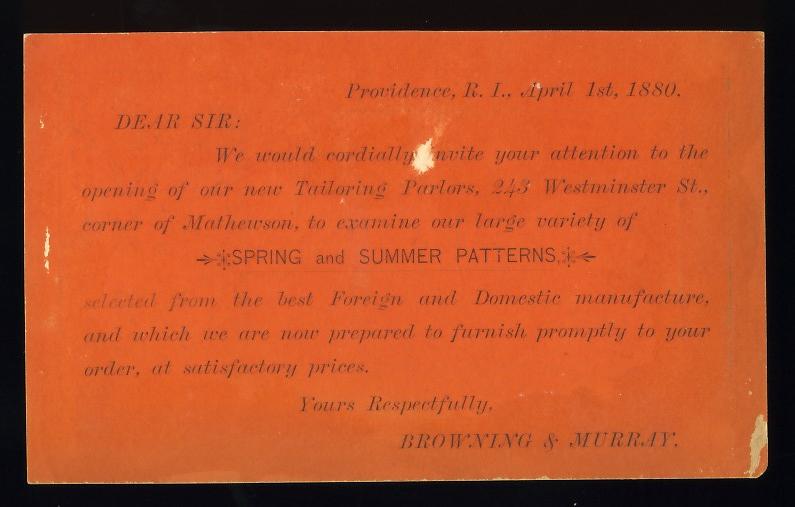 Providence, R. I., April 1st, 1880.
DEAR SIR:
We would cordially invite your attention to the
opening of our new Tailoring Parlors, 243 Westminster St.,
corner of Mathewson, to examine our large variety of
SPRING and SUMMER PATTERNS,
selected from the best Foreign and Domestic manufacture,
and which we are now prepared to furnish promptly to your
order, at satisfactory prices.
Yours Respectfully,
BROWNING & MURRAY.